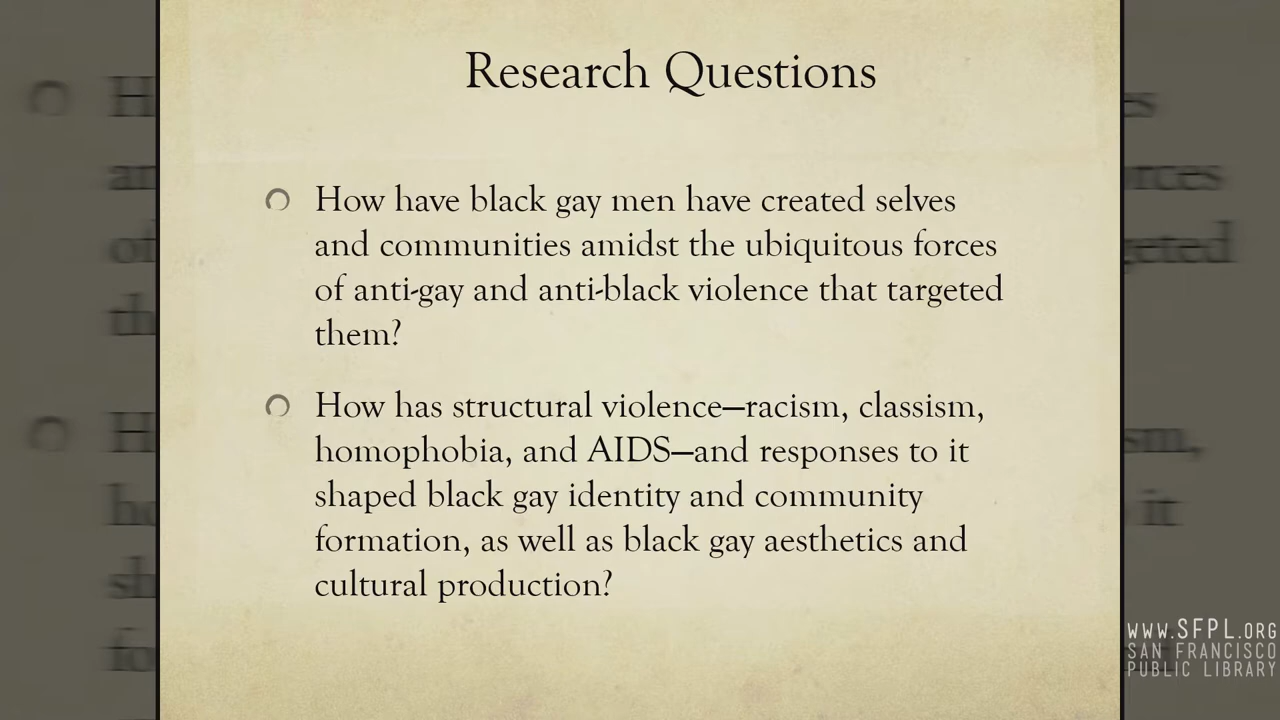 Research Questions
How have black gay men have created selves
and communities amidst the ubiquitous forces
of anti-gay and anti-black violence that targeted
them?
How has structural violence—racism, classism,
homophobia, and AIDS—and responses to it
shaped black gay identity and community
formation, as well as black gay aesthetics and
cultural production?
www.SFPL.ORG
SAN FRANCISCO
PUBLIC LIBRARY